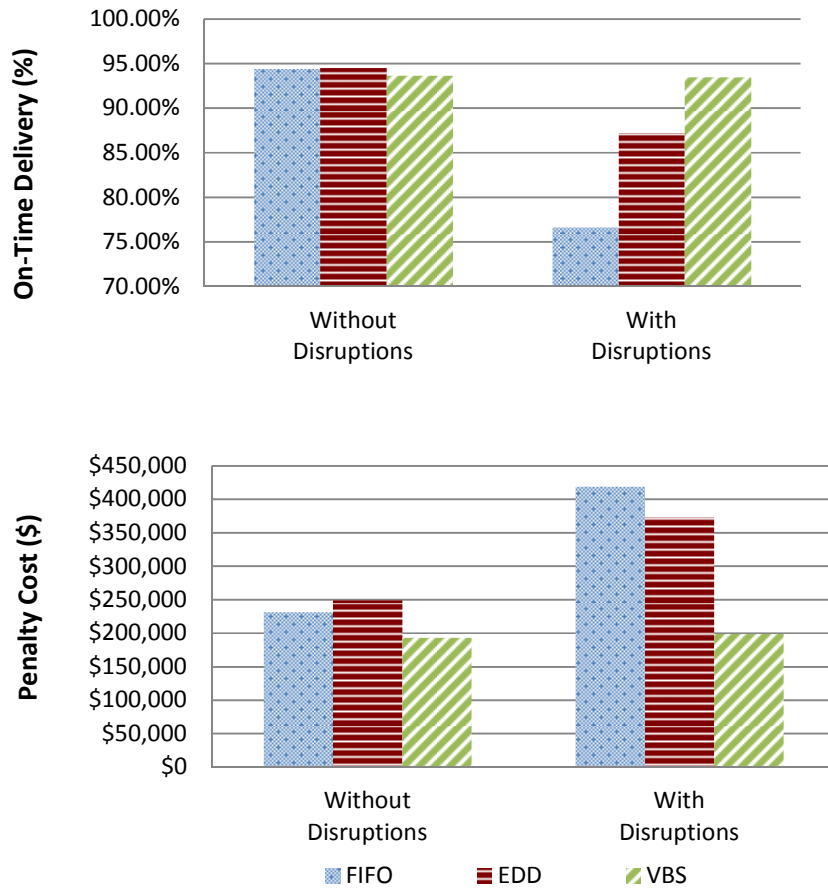 On-Time Delivery (%)
100.00%
95.00%
90.00%
85.00%
80.00%
75.00%
70.00%
Without
Disruptions
With
Disruptions
Penalty Cost ($)
$450,000
$400,000
$350,000
$300,000
$250,000
$200,000
$150,000
$100,000
$50,000
$0
Without
Disruptions
With
Disruptions
FIFO EDD VBS